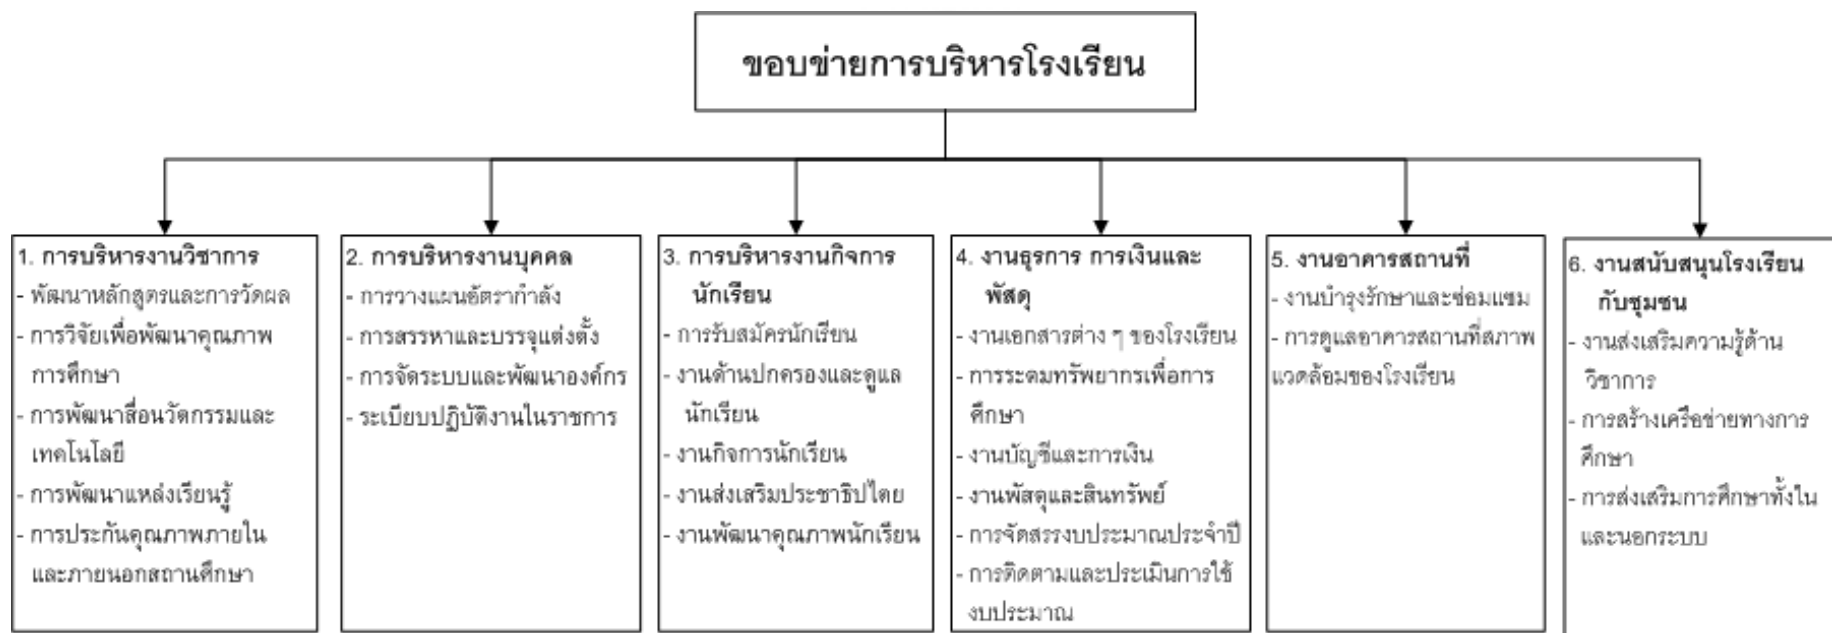 ขอบข่ายการบริหารโรงเรียน
1. การบริหารงานวิชาการ
- พัฒนาหลักสูตรและการวัดผล
- การวิจัยเพื่อพัฒนาคุณภาพ
การศึกษา
- การพัฒนาสื่อนวัตกรรมและ
เทคโนโลยี
- การพัฒนาแหล่งเรียนรู้
- การประกันคุณภาพภายใน
และภายนอกสถานศึกษา
2. การบริหารงานบุคคล
- การวางแผนอัตรากำลัง
- การสรรหาและบรรจุแต่งตั้ง
- การจัดระบบและพัฒนาองค์กร
- ระเบียบปฏิบัติงานในราชการ
3. การบริหารงานกิจการ
นักเรียน
- การรับสมัครนักเรียน
- งานด้านปกครองและดูแล
นักเรียน
- งานกิจการนักเรียน
- งานส่งเสริมประชาธิปไตย
- งานพัฒนาคุณภาพนักเรียน
4. งานธุรการ การเงินและ
พัสดุ
- งานเอกสารต่าง ๆ ของโรงเรียน
- การระดมทรัพยากรเพื่อการ
ศึกษา
- งานบัญชีและการเงิน
- งานพัสดุและสินทรัพย์
- การจัดสรรงบประมาณประจำปี
- การติดตามและประเมินการใช้
งบประมาณ
5. งานอาคารสถานที่
- งานบำรุงรักษาและซ่อมแซม
- การดูแลอาคารสถานที่สภาพ
แวดล้อมของโรงเรียน
6. งานสนับสนุนโรงเรียน
กับชุมชน
- งานส่งเสริมความรู้ด้าน
วิชาการ
- การสร้างเครือข่ายทางการ
ศึกษา
- การส่งเสริมการศึกษาทั้งใน
และนอกระบบ